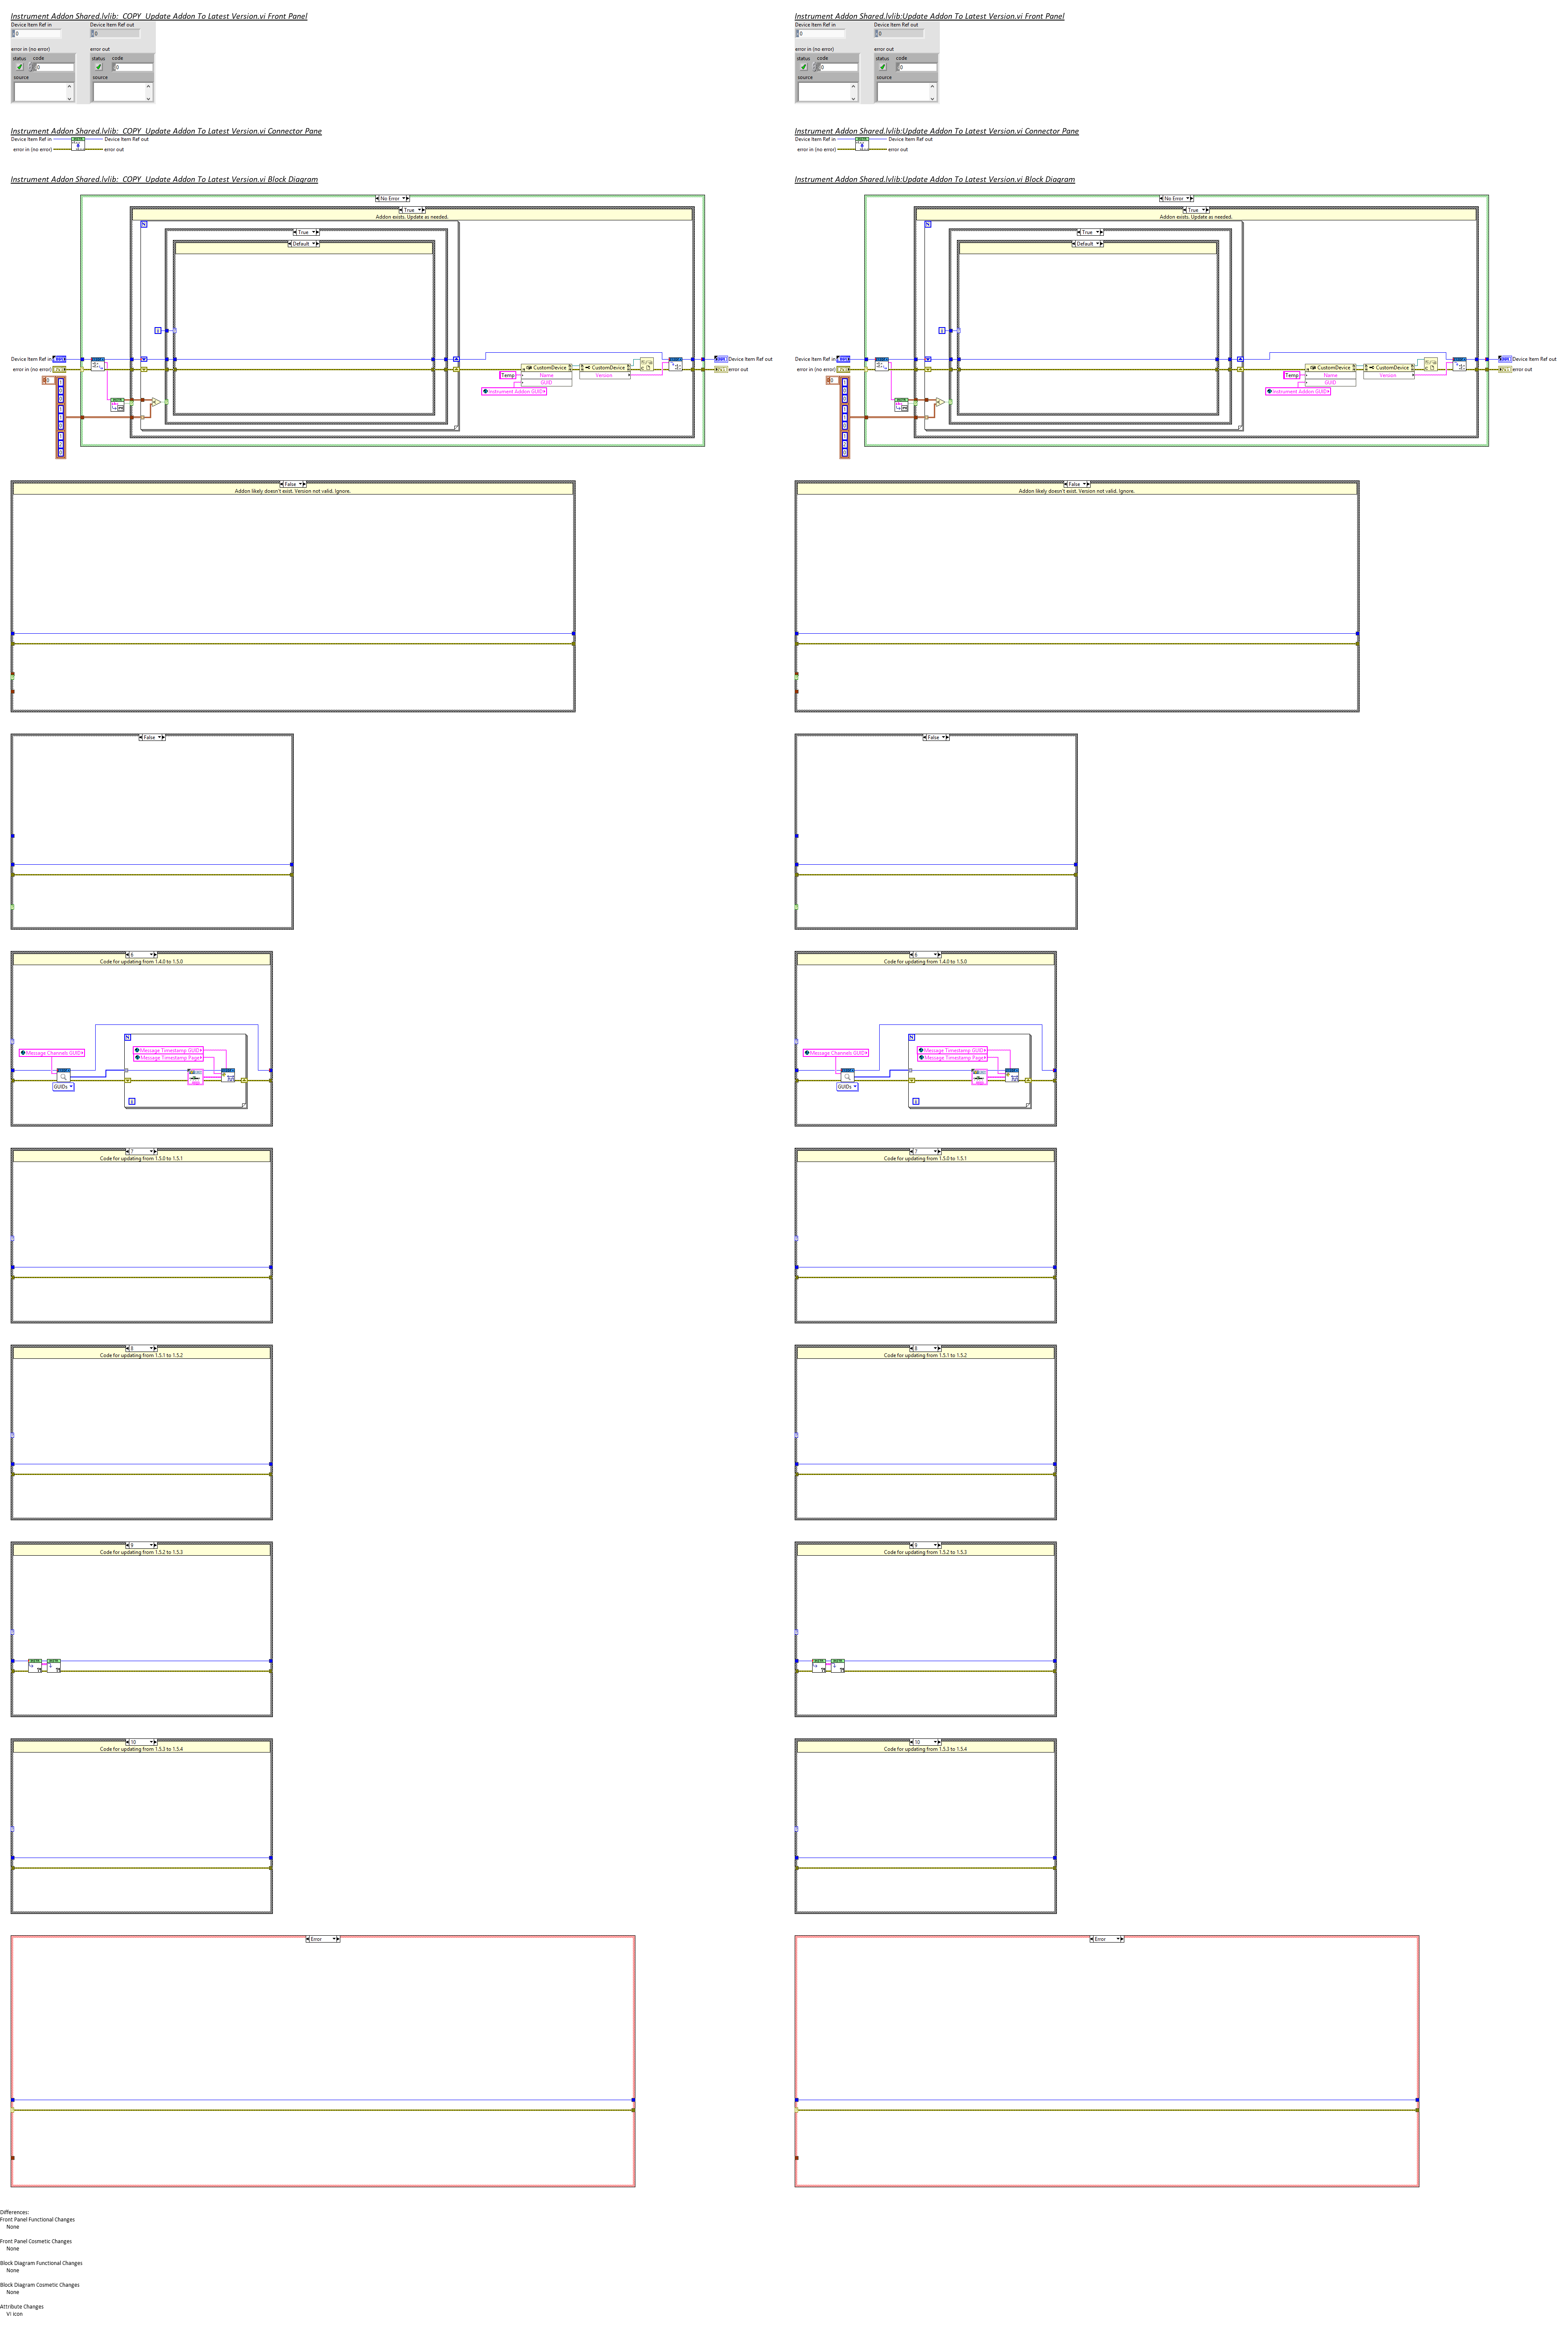 Instrument Addon Shared.lvlib:_COPY_Update Addon To Latest Version.vi Front Panel
Device Item Ref in
Device Item Ref out
0
0
error in (no error)
error out
status
code
status
code
0
0
source
source
Instrument Addon Shared.lvlib:_COPY_Update Addon To Latest Version.vi Connector Pane
Device Item Ref in
Device Item Ref out
error in (no error)
error out
Instrument Addon Shared.lvlib:_COPY_Update Addon To Latest Version.vi Block Diagram
No Error
True
Addon exists. Update as needed.
True
Default
Device Item Ref in
Device Item Ref out
error in (no error)
error out
CustomDevice
CustomDevice
Temp
Name
Version
GUID
Instrument Addon GUID
False
Addon likely doesn't exist. Version not valid. Ignore.
False
6
Code for updating from 1.4.0 to 1.5.0
Message Channels GUID
Message Timestamp GUID
Message Timestamp Page
GUIDs
7
Code for updating from 1.5.0 to 1.5.1
8
Code for updating from 1.5.1 to 1.5.2
9
Code for updating from 1.5.2 to 1.5.3
10
Code for updating from 1.5.3 to 1.5.4
Error
Instrument Addon Shared.lvlib:Update Addon To Latest Version.vi Front Panel
Device Item Ref in
Device Item Ref out
0
0
error in (no error)
error out
status
code
status
code
0
0
source
source
Instrument Addon Shared.lvlib:Update Addon To Latest Version.vi Connector Pane
Device Item Ref in
Device Item Ref out
error in (no error)
error out
Instrument Addon Shared.lvlib:Update Addon To Latest Version.vi Block Diagram
No Error
True
Addon exists. Update as needed.
True
Default
Device Item Ref in
Device Item Ref out
error in (no error)
error out
CustomDevice
CustomDevice
Temp
Name
Version
GUID
Instrument Addon GUID
False
Addon likely doesn't exist. Version not valid. Ignore.
False
6
Code for updating from 1.4.0 to 1.5.0
Message Channels GUID
Message Timestamp GUID
Message Timestamp Page
GUIDs
7
Code for updating from 1.5.0 to 1.5.1
8
Code for updating from 1.5.1 to 1.5.2
9
Code for updating from 1.5.2 to 1.5.3
10
Code for updating from 1.5.3 to 1.5.4
Error
Differences:
Front Panel Functional Changes
None
Front Panel Cosmetic Changes
None
Block Diagram Functional Changes
None
Block Diagram Cosmetic Changes
None
Attribute Changes
VI icon